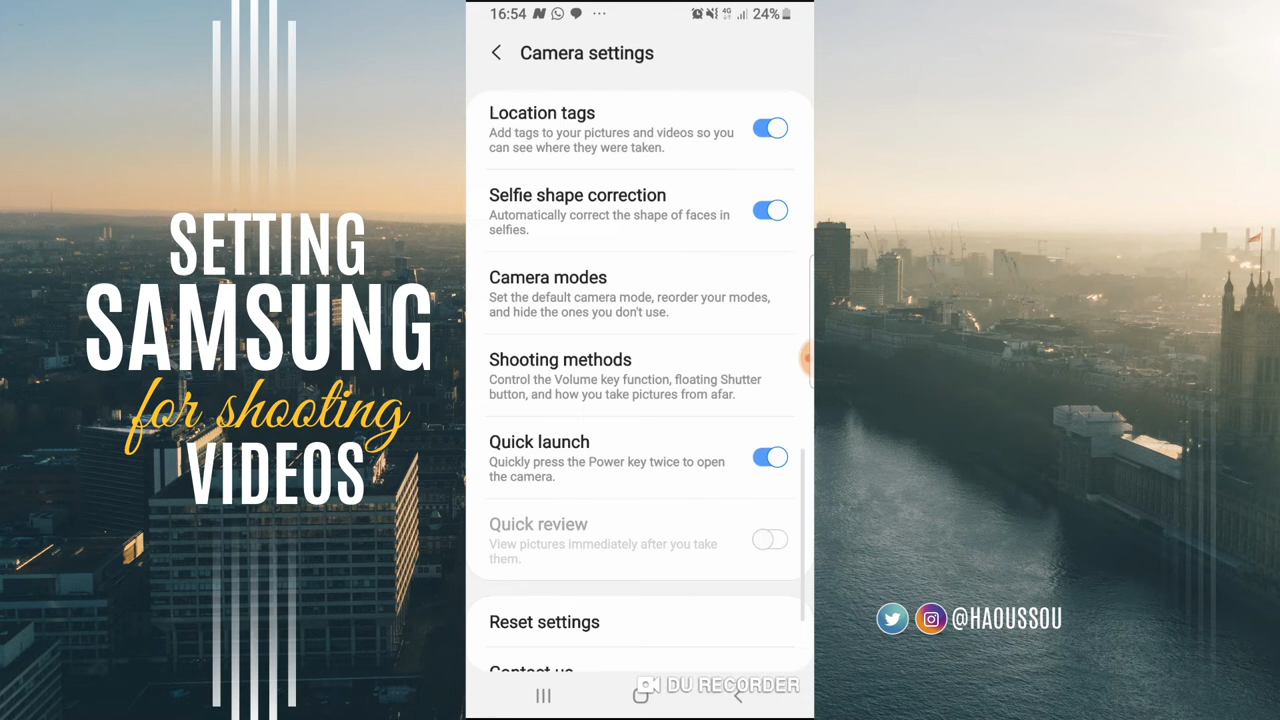 SETTING
SAMSUNG
for shooting
VIDEOS
16:54
4G
24%
Camera settings
Location tags
Add tags to your pictures and videos so you
can see where they were taken.
Selfie shape correction
Automatically correct the shape of faces in
selfies.
Camera modes
Set the default camera mode, reorder your modes,
and hide the ones you don't use.
Shooting methods
Control the Volume key function, floating Shutter
button, and how you take pictures from afar.
Quick launch
Quickly press the Power key twice to open
the camera.
Quick review
View pictures immediately after you take
them.
Reset settings
Contact us
DU RECORDER
@HAOUSSOU